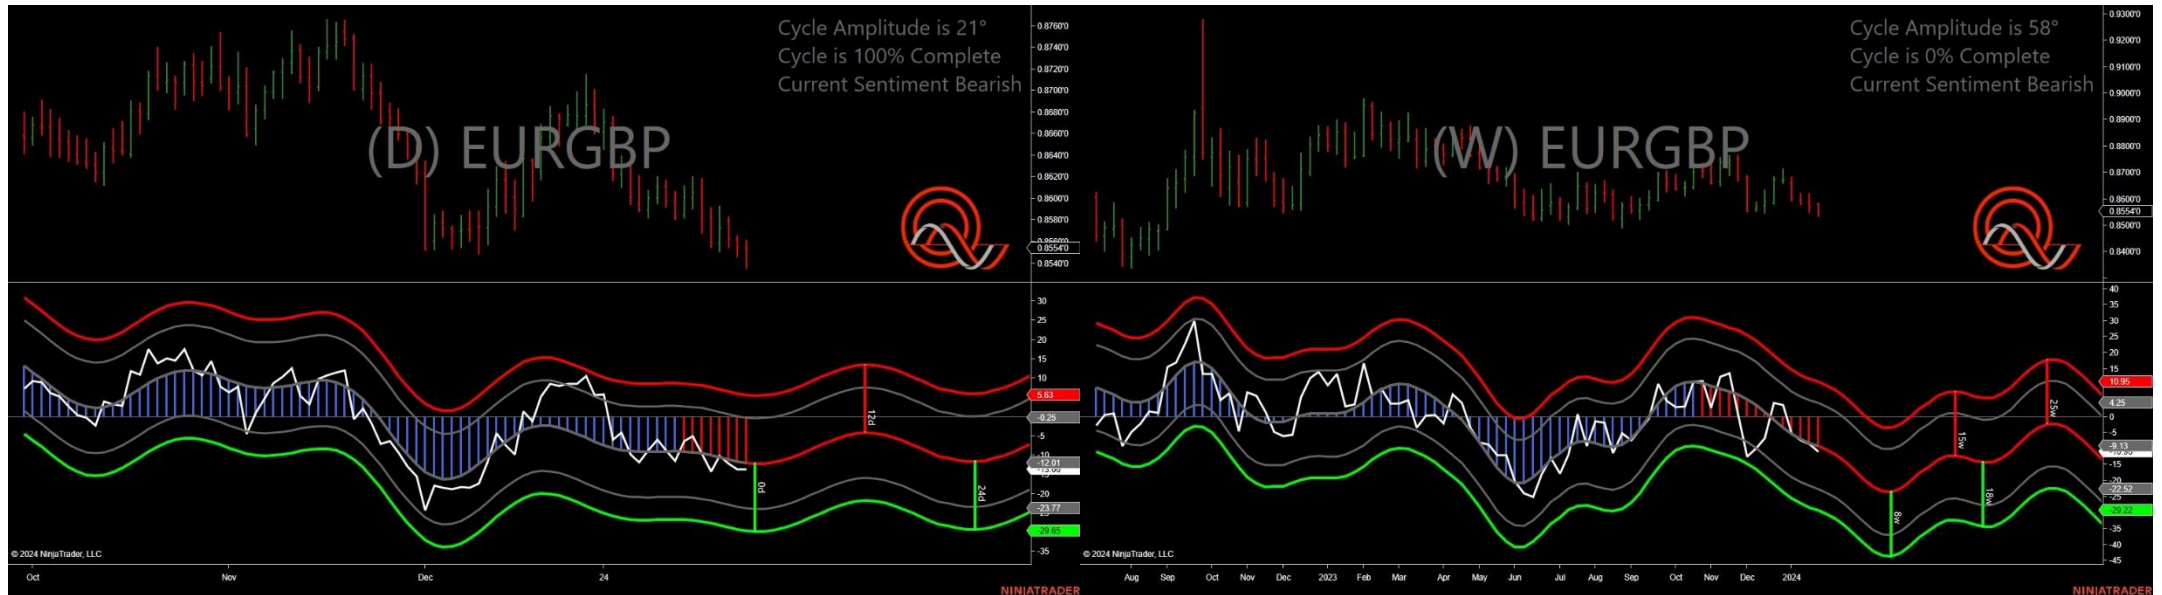 Cycle Amplitude is 21°
Cycle is 100% Complete
Current Sentiment Bearish
(D) EURGBP
0.8760'0
0.8740'0
0.8720'0
0.8700'0
0.8680'0
0.8660'0
0.8640'0
0.8620'0
0.8600'0
0.8580'0
0.8554'0
0.8540'0
30
25
20
15
10
5.63
-0.25
-5
-10
-12.01
-20
-23.77
-29.65
-35
12d
0d
24d
© 2024 NinjaTrader, LLC
Oct
Nov
Dec
24
NINJATRADER
Cycle Amplitude is 58°
Cycle is 0% Complete
Current Sentiment Bearish
(W) EURGBP
0.9300'0
0.9200'0
0.9100'0
0.9000'0
0.8900'0
0.8800'0
0.8700'0
0.8600'0
0.8554'0
0.8500'0
0.8400'0
40
35
30
25
20
15
10.95
4.25
0
-5
-9.13
-15
-20
-22.52
-25
-29.22
-35
-40
-45
25w
15w
18w
8w
© 2024 NinjaTrader, LLC
Aug
Sep
Oct
Nov
Dec
2023
Feb
Mar
Apr
May
Jun
Jul
Aug
Sep
Oct
Nov
Dec
2024
NINJATRADER